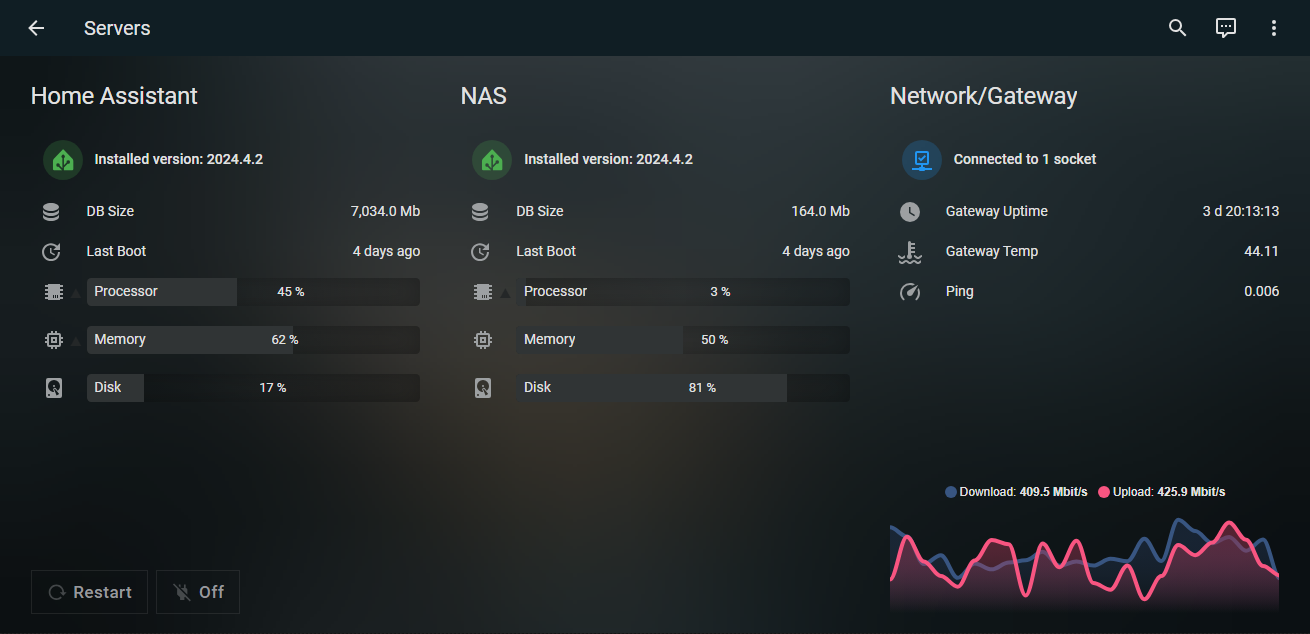 Servers
Home Assistant
Installed version: 2024.4.2
DB Size 7,034.0 Mb
Last Boot 4 days ago
Processor 45 %
Memory 62 %
Disk 17 %
Restart Off
NAS
Installed version: 2024.4.2
DB Size 164.0 Mb
Last Boot 4 days ago
Processor 3 %
Memory 50 %
Disk 81 %
Network/Gateway
Connected to 1 socket
Gateway Uptime 3 d 20:13:13
Gateway Temp 44.11
Ping 0.006
Download: 409.5 Mbit/s Upload: 425.9 Mbit/s